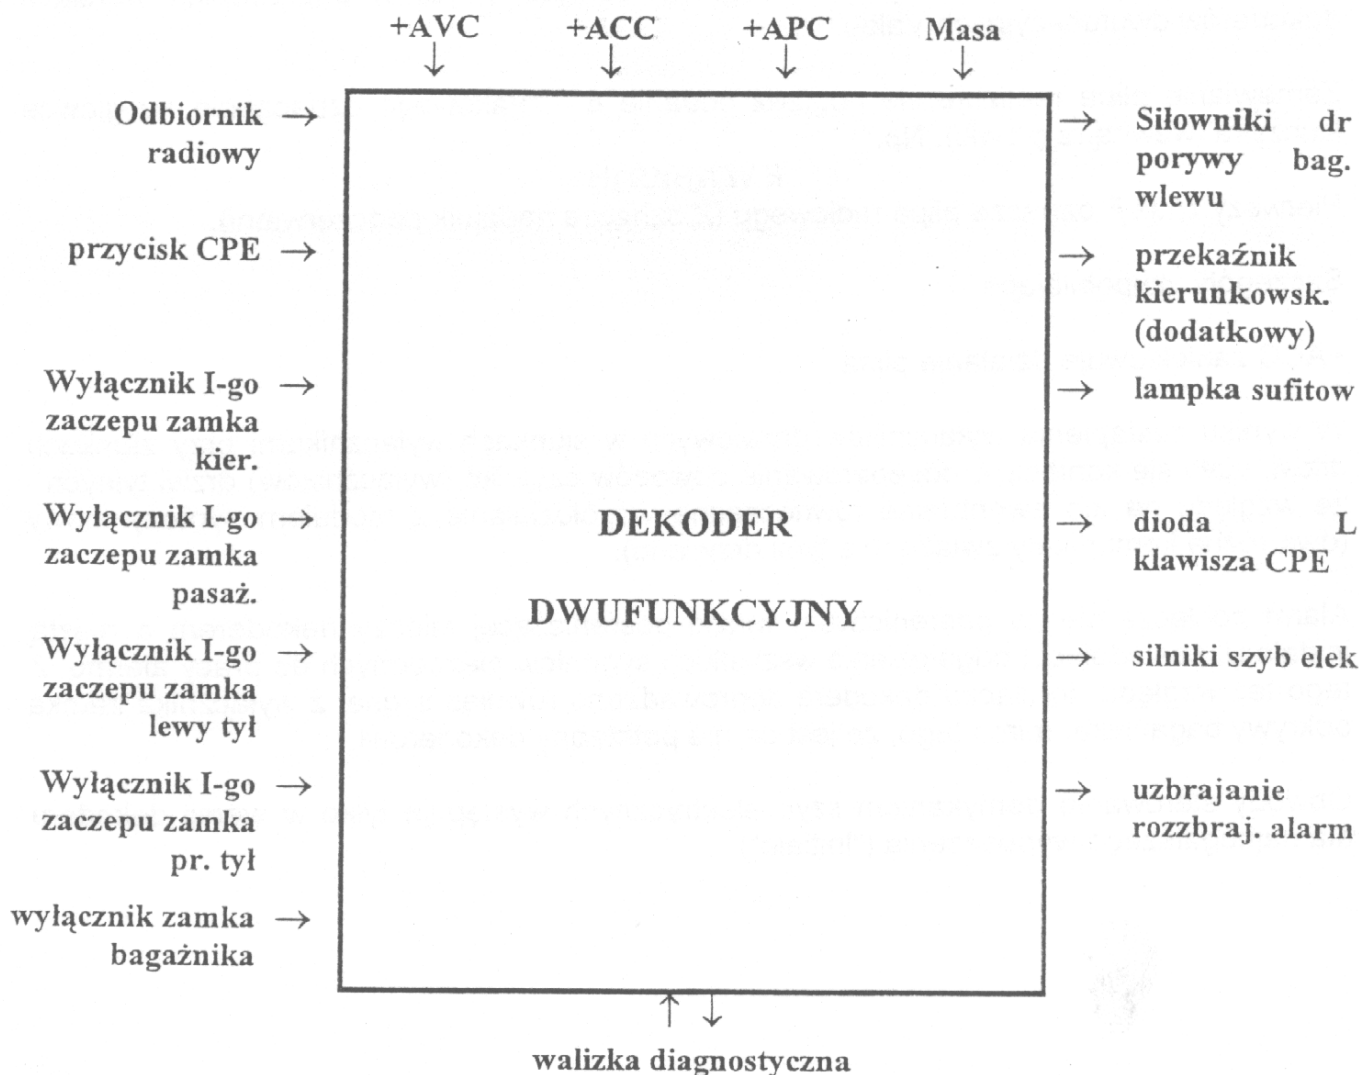 +AVC +ACC +APC Masa
Odbiornik
radiowy
przycisk CPE
Wyłącznik I-go
zaczepu zamka
kier.
Wyłącznik I-go
zaczepu zamka
pasaż.
Wyłącznik I-go
zaczepu zamka
lewy tył
Wyłącznik I-go
zaczepu zamka
pr. tył
wyłącznik zamka
bagażnika
DEKODER
DWUFUNKCYJNY
Siłowniki dr
porywy bag.
wlewu
przekaźnik
kierunkowsk.
(dodatkowy)
lampka sufitow
dioda L
klawisza CPE
silniki szyb elek
uzbrajanie
rozzbraj. alarm
walizka diagnostyczna